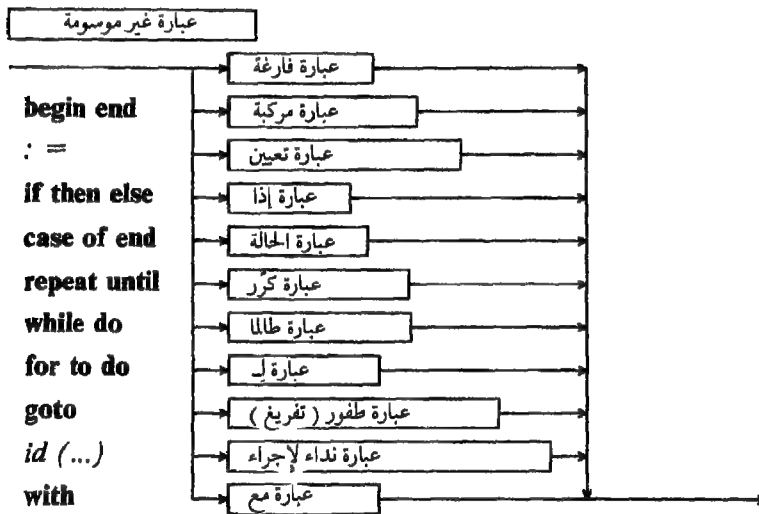 عبارة غير موسومة
عبارة فارغة
begin end عبارة مركبة
: = عبارة تعيين
if then else عبارة إذا
case of end عبارة الحالة
repeat until عبارة كرّر
while do عبارة طالما
for to do عبارة لِـ
goto عبارة طفور ( تفريغ )
id (...) عبارة نداء لإجراء
with عبارة مع